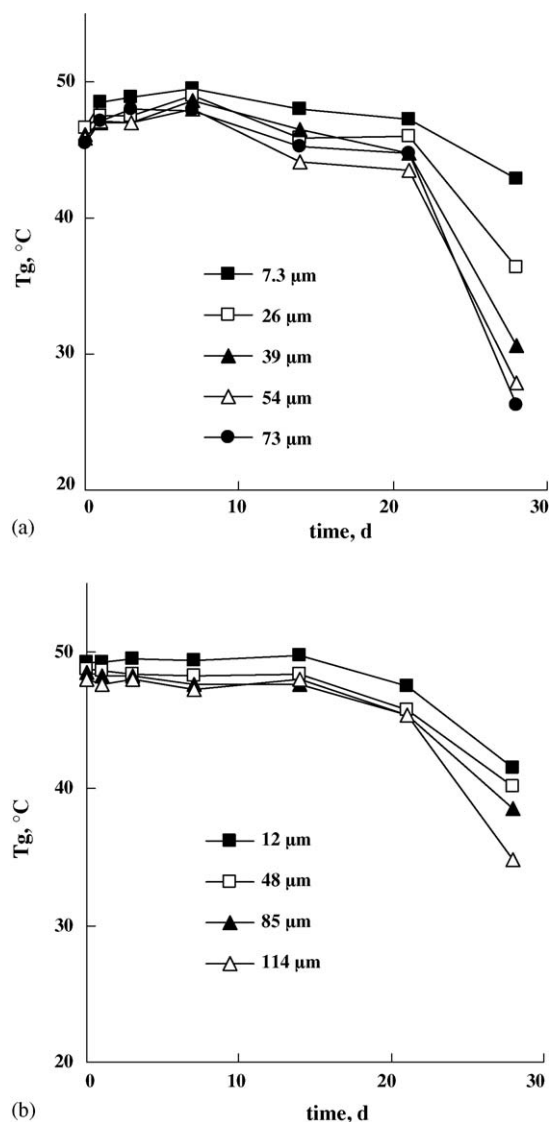 50
40
Tg, °C
7.3 µm
26 µm
39 µm
30
54 µm
73 µm
20
0 10 20 30
(a) time, d
50
40
Tg, °C
12 µm
48 µm
30
85 µm
114 µm
20
0 10 20 30
(b) time, d